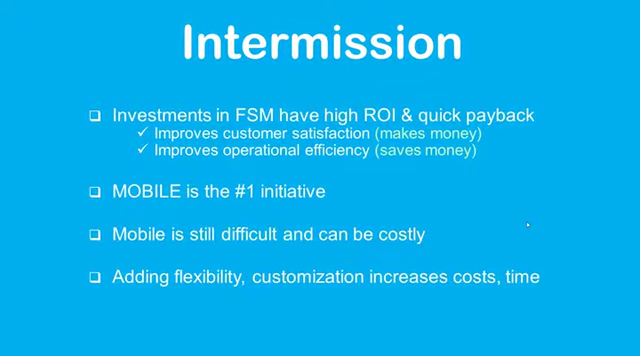 Intermission
Investments in FSM have high ROI & quick payback
Improves customer satisfaction (makes money)
Improves operational efficiency (saves money)
MOBILE is the #1 initiative
Mobile is still difficult and can be costly
Adding flexibility, customization increases costs, time